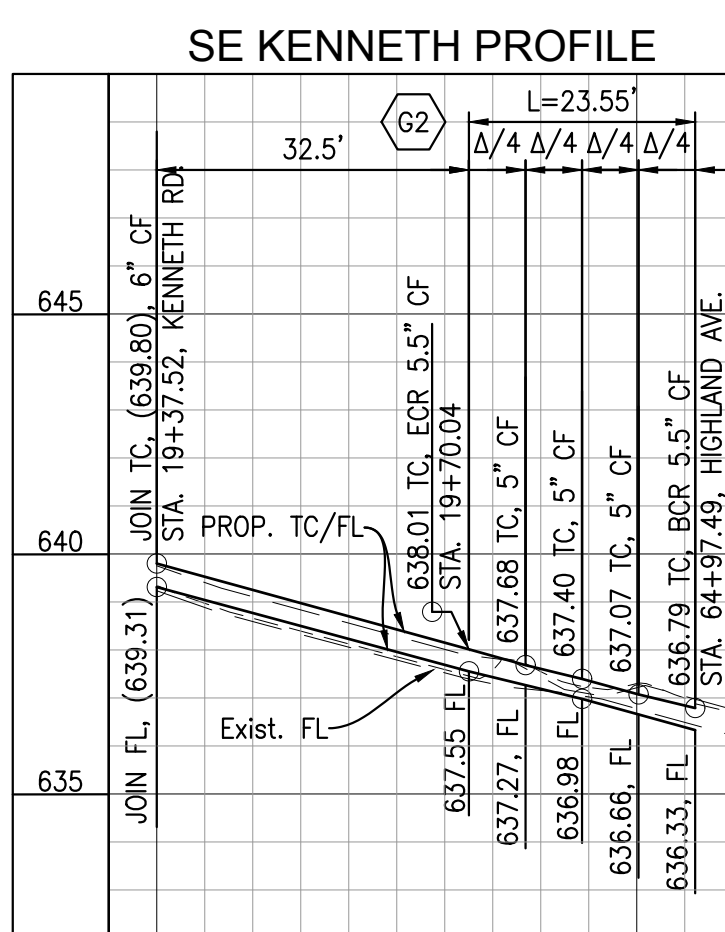 SE KENNETH PROFILE
L=23.55'
G2
32.5'
Δ/4
Δ/4
Δ/4
Δ/4
645
640
635
JOIN TC, (639.80), 6" CF
STA. 19+37.52, KENNETH RD.
638.01 TC, ECR 5.5" CF
STA. 19+70.04
637.68 TC, 5" CF
637.40 TC, 5" CF
637.07 TC, 5" CF
636.79 TC, BCR 5.5" CF
STA. 64+97.49, HIGHLAND AVE.
PROP. TC/FL
Exist. FL
JOIN FL, (639.31)
637.55 FL
637.27, FL
636.98 FL
636.66, FL
636.33, FL